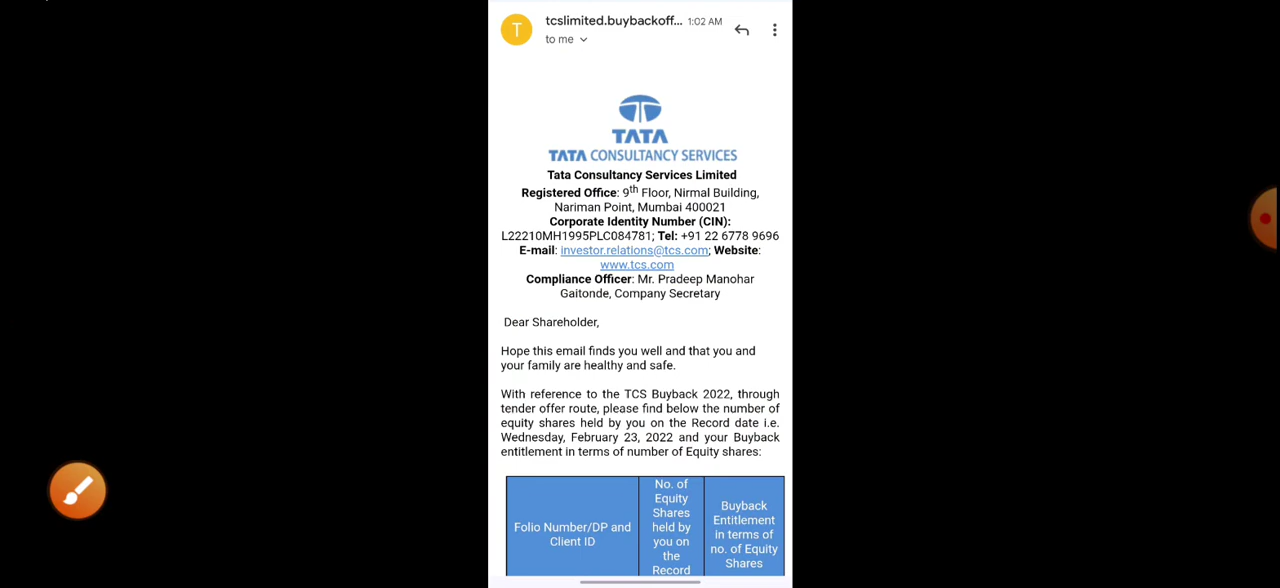 T
tcslimited.buybackoff... 1:02 AM
to me
TATA
TATA CONSULTANCY SERVICES
Tata Consultancy Services Limited
Registered Office: 9th Floor, Nirmal Building,
Nariman Point, Mumbai 400021
Corporate Identity Number (CIN):
L22210MH1995PLC084781; Tel: +91 22 6778 9696
E-mail: investor.relations@tcs.com; Website:
www.tcs.com
Compliance Officer: Mr. Pradeep Manohar
Gaitonde, Company Secretary
Dear Shareholder,
Hope this email finds you well and that you and
your family are healthy and safe.
With reference to the TCS Buyback 2022, through
tender offer route, please find below the number of
equity shares held by you on the Record date i.e.
Wednesday, February 23, 2022 and your Buyback
entitlement in terms of number of Equity shares:
Folio Number/DP and
Client ID
No. of
Equity
Shares
held by
you on
the
Record
Buyback
Entitlement
in terms of
no. of Equity
Shares